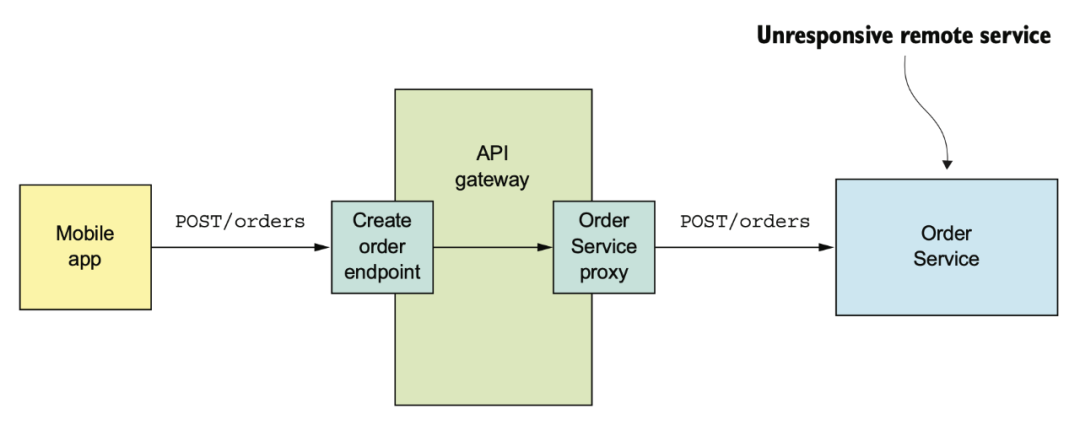 Unresponsive remote service
API
gateway
Mobile
app
POST/orders
Create
order
endpoint
Order
Service
proxy
POST/orders
Order
Service